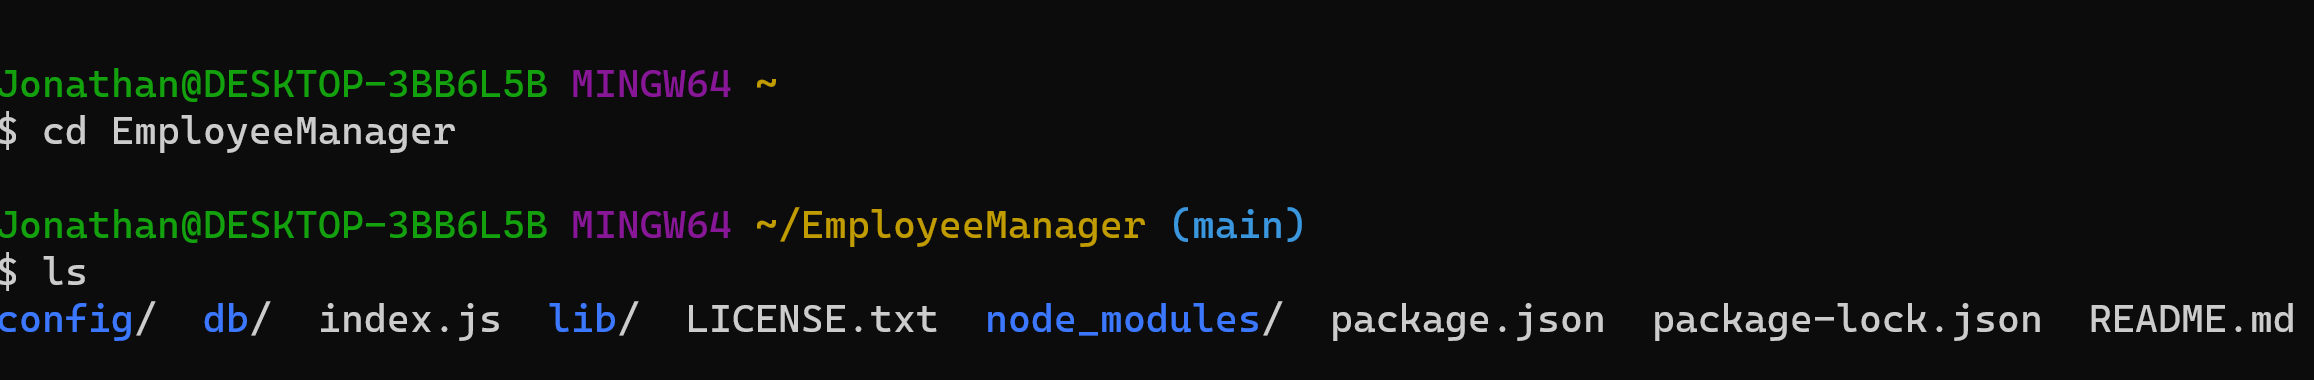 Jonathan@DESKTOP-3BB6L5B MINGW64 ~
$ cd EmployeeManager
Jonathan@DESKTOP-3BB6L5B MINGW64 ~/EmployeeManager (main)
$ ls
config/  db/  index.js  lib/  LICENSE.txt  node_modules/  package.json  package-lock.json  README.md